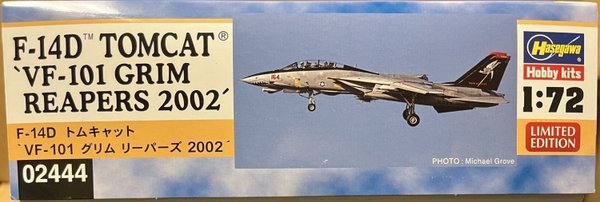 F-14D™ TOMCAT®
‵VF-101 GRIM
REAPERS 2002′
F-14D トムキャット
‵VF-101 グリム リーパーズ 2002′
02444
164
PHOTO : Michael Grove
Hasegawa
Hobby kits
1:72
LIMITED
EDITION